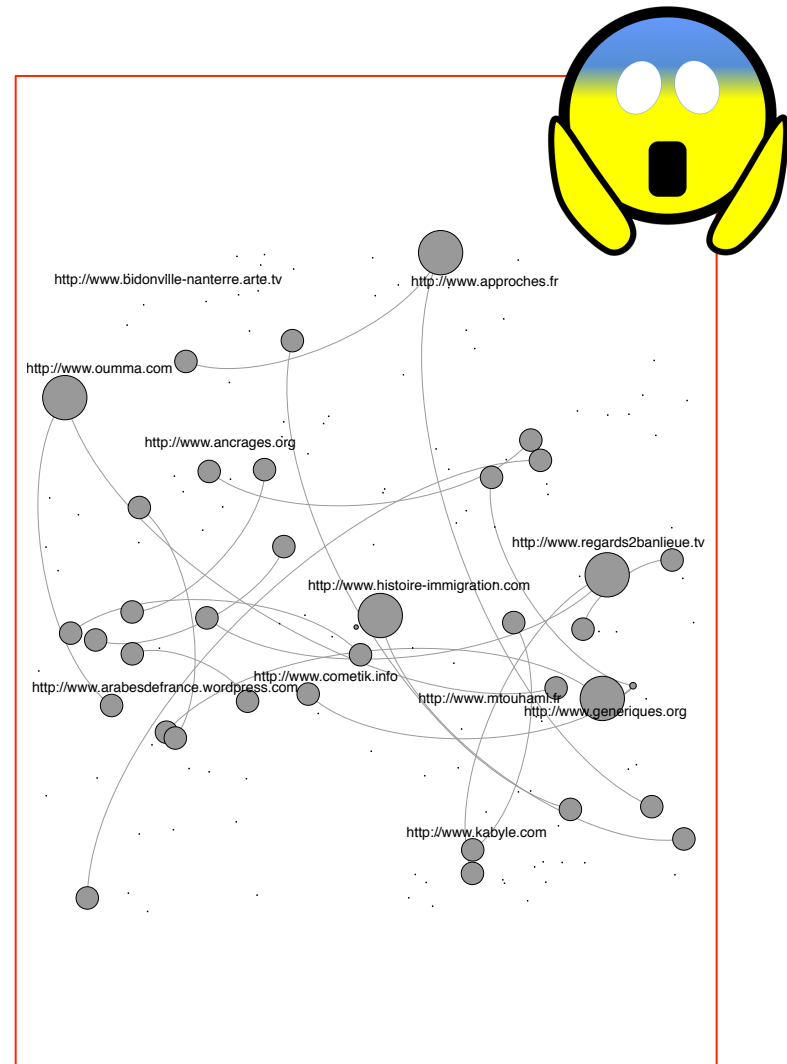 http://www.bidonville-nanterre.arte.tv
http://www.approches.fr
http://www.oumma.com
http://www.ancrages.org
http://www.regards2banlieue.tv
http://www.histoire-immigration.com
http://www.cometik.info
http://www.arabesdefrance.wordpress.com
http://www.mtouhami.fr
http://www.generiques.org
http://www.kabyle.com